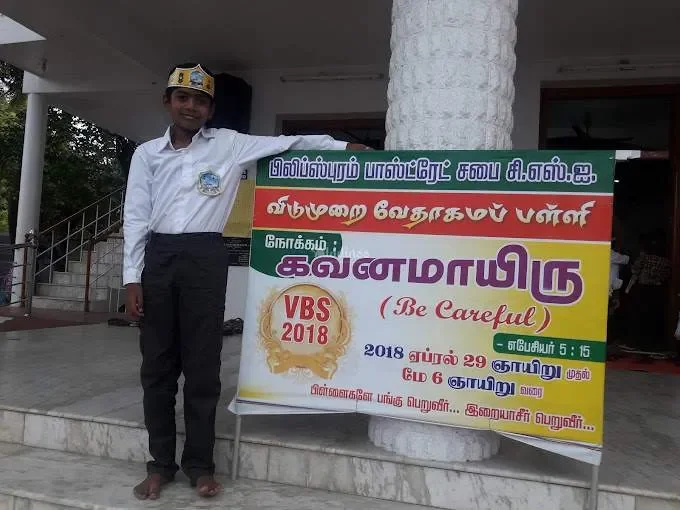 பிலிப்ஸ்புரம் பாஸ்ட்ரேட் சபை சி.எஸ்.ஐ.
விடுமுறை வேதாகமப் பள்ளி
நோக்கம் :
கவனமாயிரு
(Be Careful)
- எபேசியர் 5 : 15
VBS
2018
2018 ஏப்ரல் 29 ஞாயிறு முதல்
மே 6 ஞாயிறு வரை
பிள்ளைகளே பங்கு பெறுவீர்... இறையாசீர் பெறுவீர்...